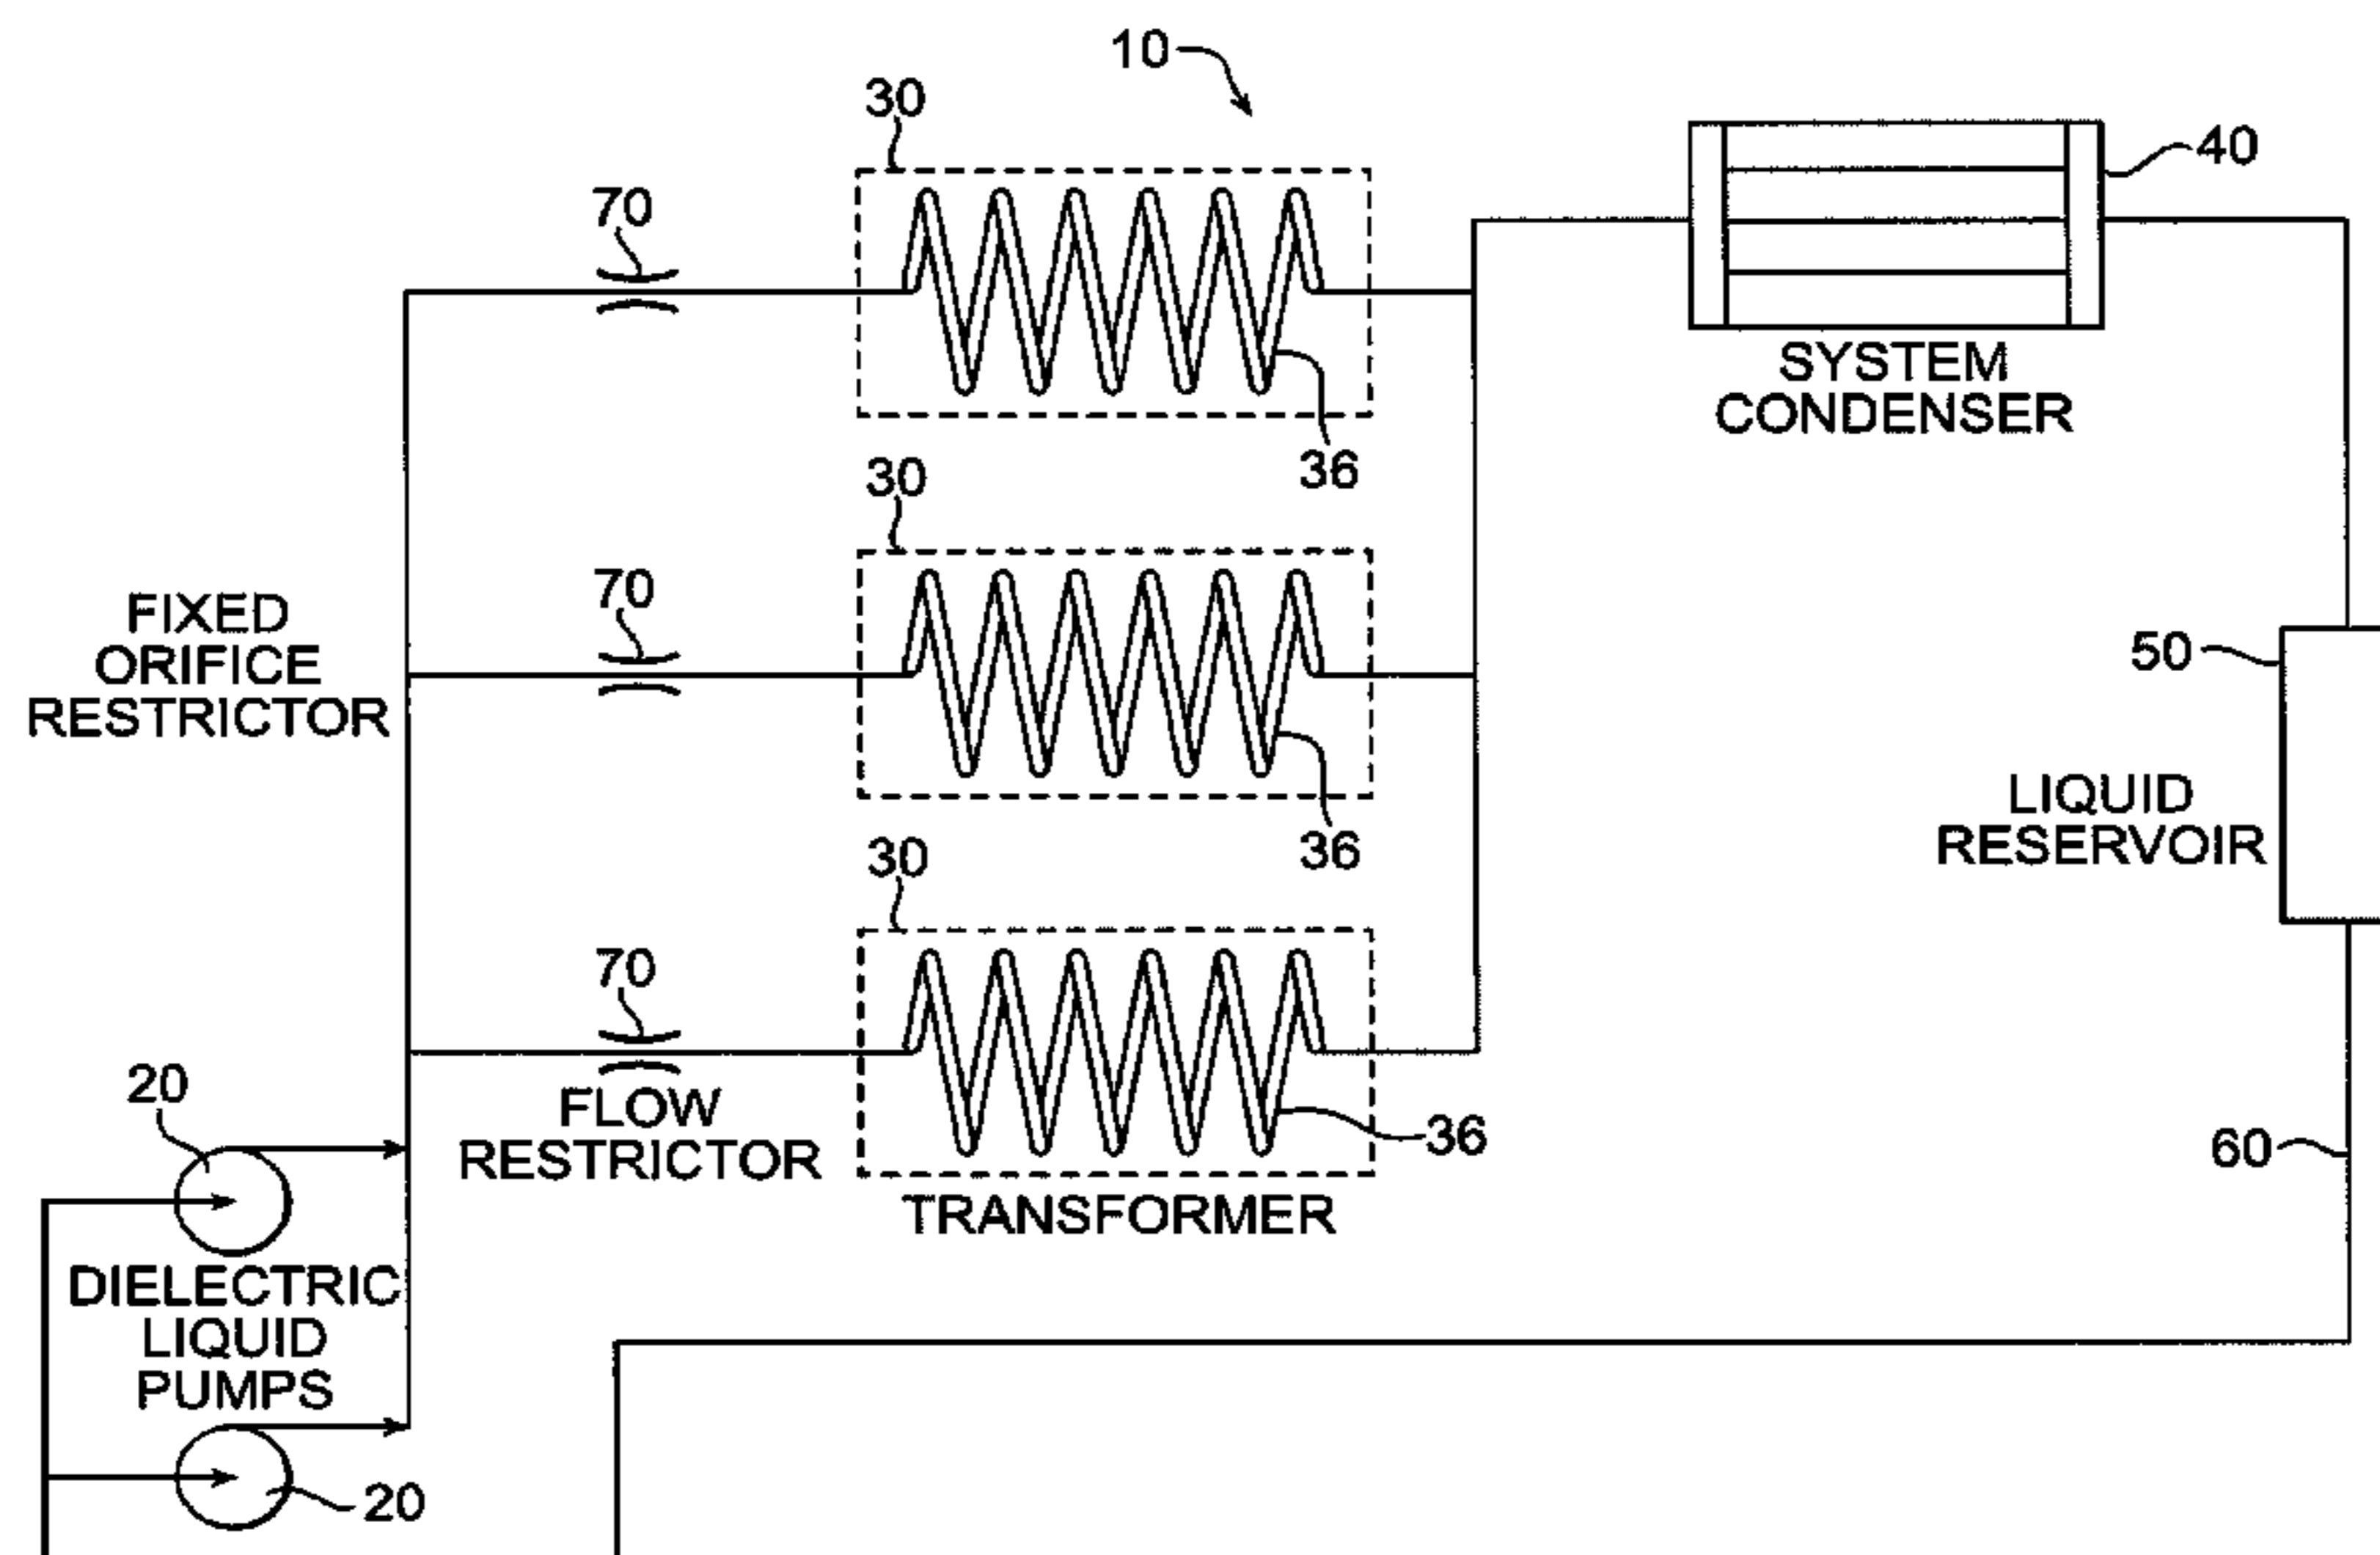 10
30
40
70
SYSTEM
CONDENSER
36
30
70
FIXED
ORIFICE
RESTRICTOR
50
LIQUID
RESERVOIR
36
30
70
20
FLOW
RESTRICTOR
36
60
TRANSFORMER
DIELECTRIC
LIQUID
PUMPS
20